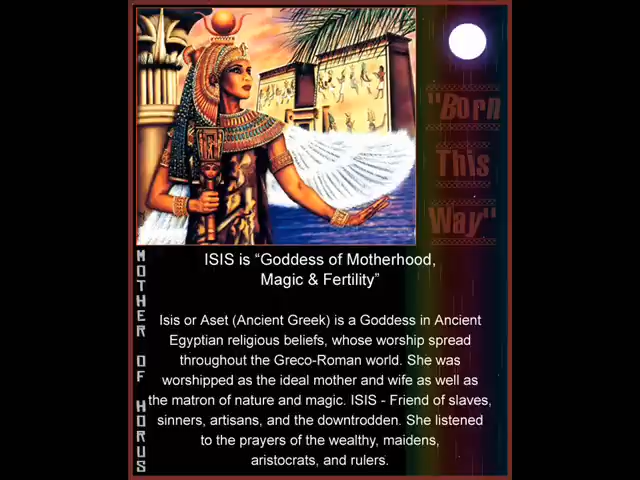 "Born
This
Way"
ISIS is “Goddess of Motherhood,
Magic & Fertility”
MOTHER OF HORUS
Isis or Aset (Ancient Greek) is a Goddess in Ancient
Egyptian religious beliefs, whose worship spread
throughout the Greco-Roman world. She was
worshipped as the ideal mother and wife as well as
the matron of nature and magic. ISIS - Friend of slaves,
sinners, artisans, and the downtrodden. She listened
to the prayers of the wealthy, maidens,
aristocrats, and rulers.